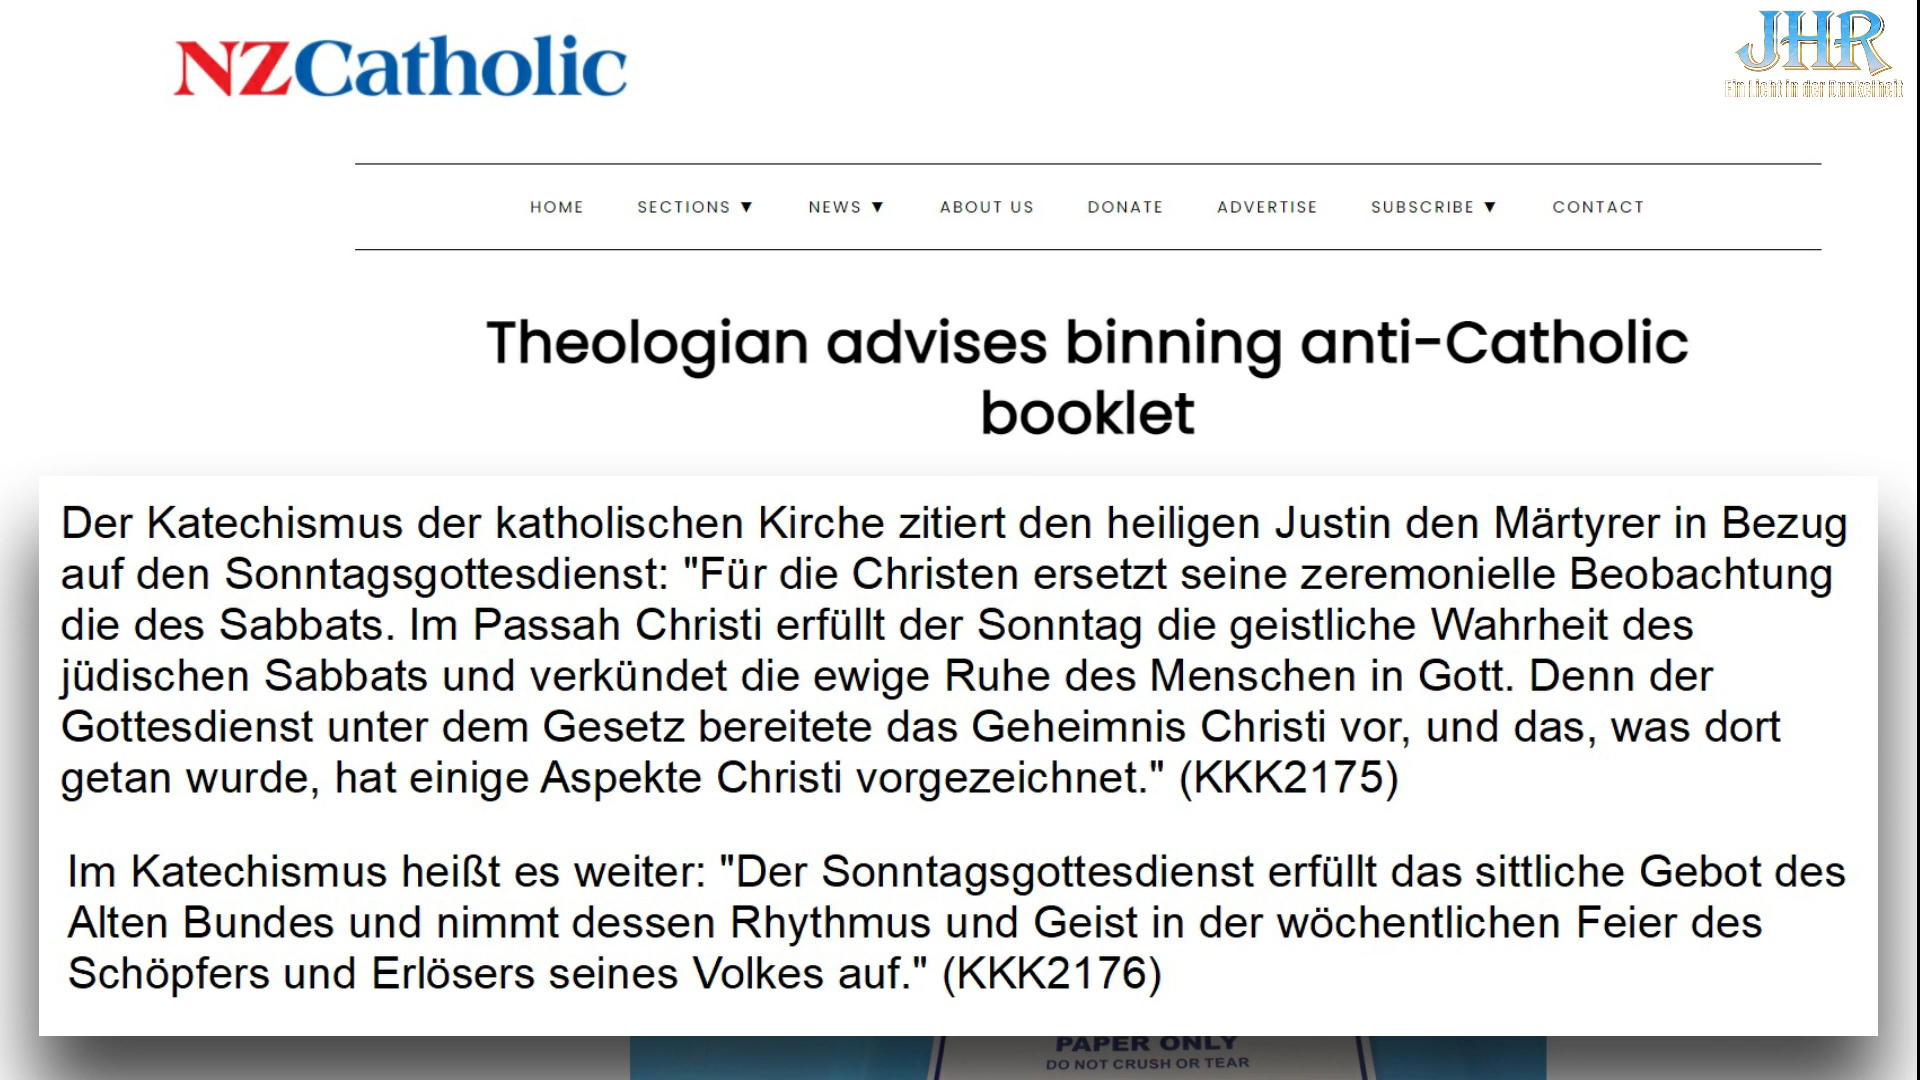 NZCatholic
JHR
Ein Licht in der Dunkelheit
HOME SECTIONS ▼ NEWS ▼ ABOUT US DONATE ADVERTISE SUBSCRIBE ▼ CONTACT
Theologian advises binning anti-Catholic
booklet
Der Katechismus der katholischen Kirche zitiert den heiligen Justin den Märtyrer in Bezug
auf den Sonntagsgottesdienst: "Für die Christen ersetzt seine zeremonielle Beobachtung
die des Sabbats. Im Passah Christi erfüllt der Sonntag die geistliche Wahrheit des
jüdischen Sabbats und verkündet die ewige Ruhe des Menschen in Gott. Denn der
Gottesdienst unter dem Gesetz bereitete das Geheimnis Christi vor, und das, was dort
getan wurde, hat einige Aspekte Christi vorgezeichnet." (KKK2175)
Im Katechismus heißt es weiter: "Der Sonntagsgottesdienst erfüllt das sittliche Gebot des
Alten Bundes und nimmt dessen Rhythmus und Geist in der wöchentlichen Feier des
Schöpfers und Erlösers seines Volkes auf." (KKK2176)
PAPER ONLY
DO NOT CRUSH OR TEAR